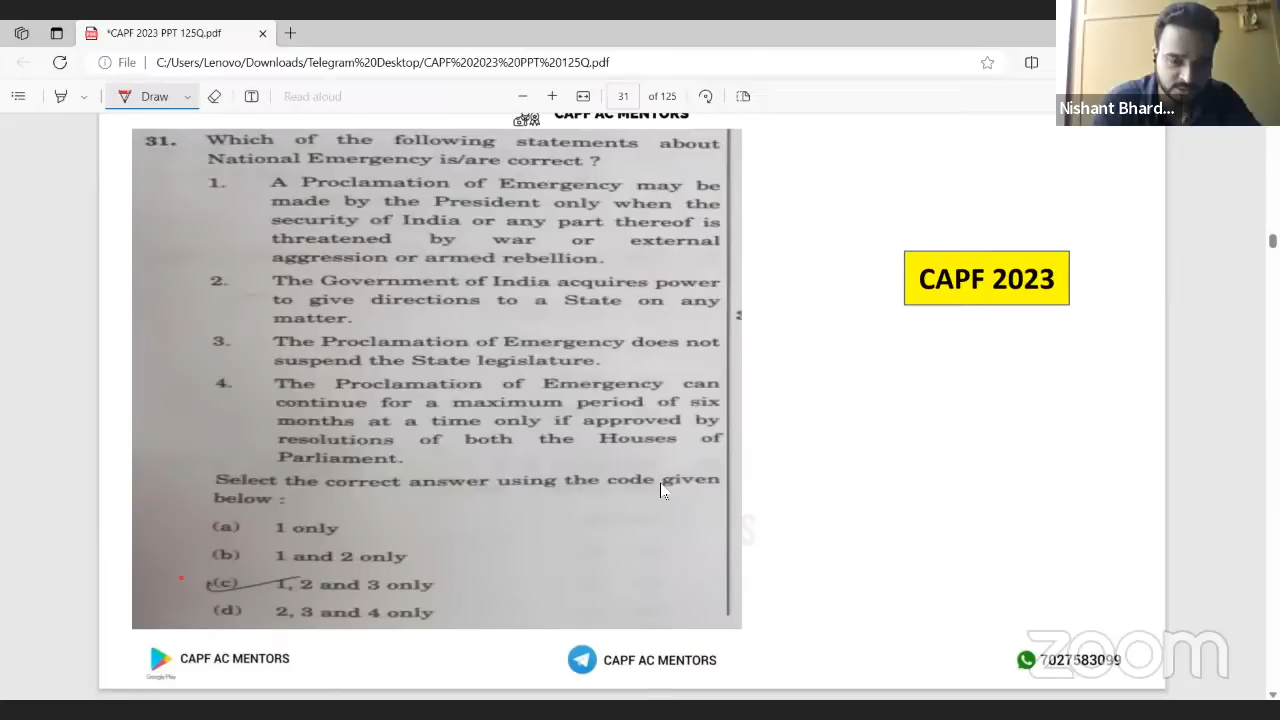 *CAPF 2023 PPT 125Q.pdf
File
C:/Users/Lenovo/Downloads/Telegram%20Desktop/CAPF%202023%20PPT%20125Q.pdf
Draw
Read aloud
31
of 125
Nishant Bhard...
CAPF AC MENTORS
31. Which of the following statements about
National Emergency is/are correct ?
1. A Proclamation of Emergency may be
made by the President only when the
security of India or any part thereof is
threatened by war or external
aggression or armed rebellion.
2. The Government of India acquires power
to give directions to a State on any
matter.
3. The Proclamation of Emergency does not
suspend the State legislature.
4. The Proclamation of Emergency can
continue for a maximum period of six
months at a time only if approved by
resolutions of both the Houses of
Parliament.
Select the correct answer using the code given
below :
(a) 1 only
(b) 1 and 2 only
(c) 1, 2 and 3 only
(d) 2, 3 and 4 only
CAPF 2023
Google Play
CAPF AC MENTORS
CAPF AC MENTORS
7027583099
zoom